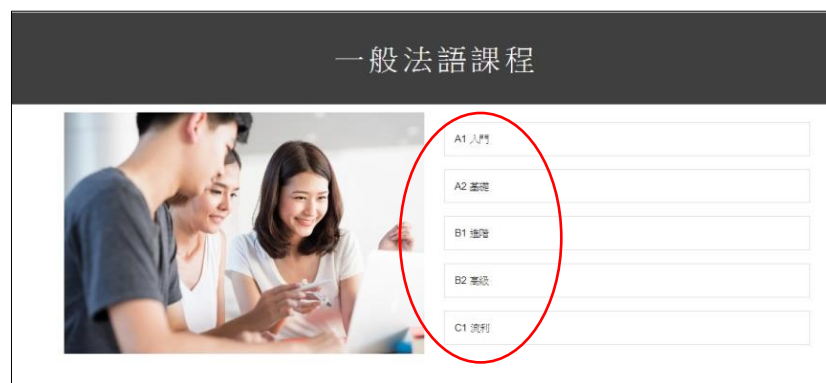 一般法語課程
A1 入門
A2 基礎
B1 進階
B2 高級
C1 流利